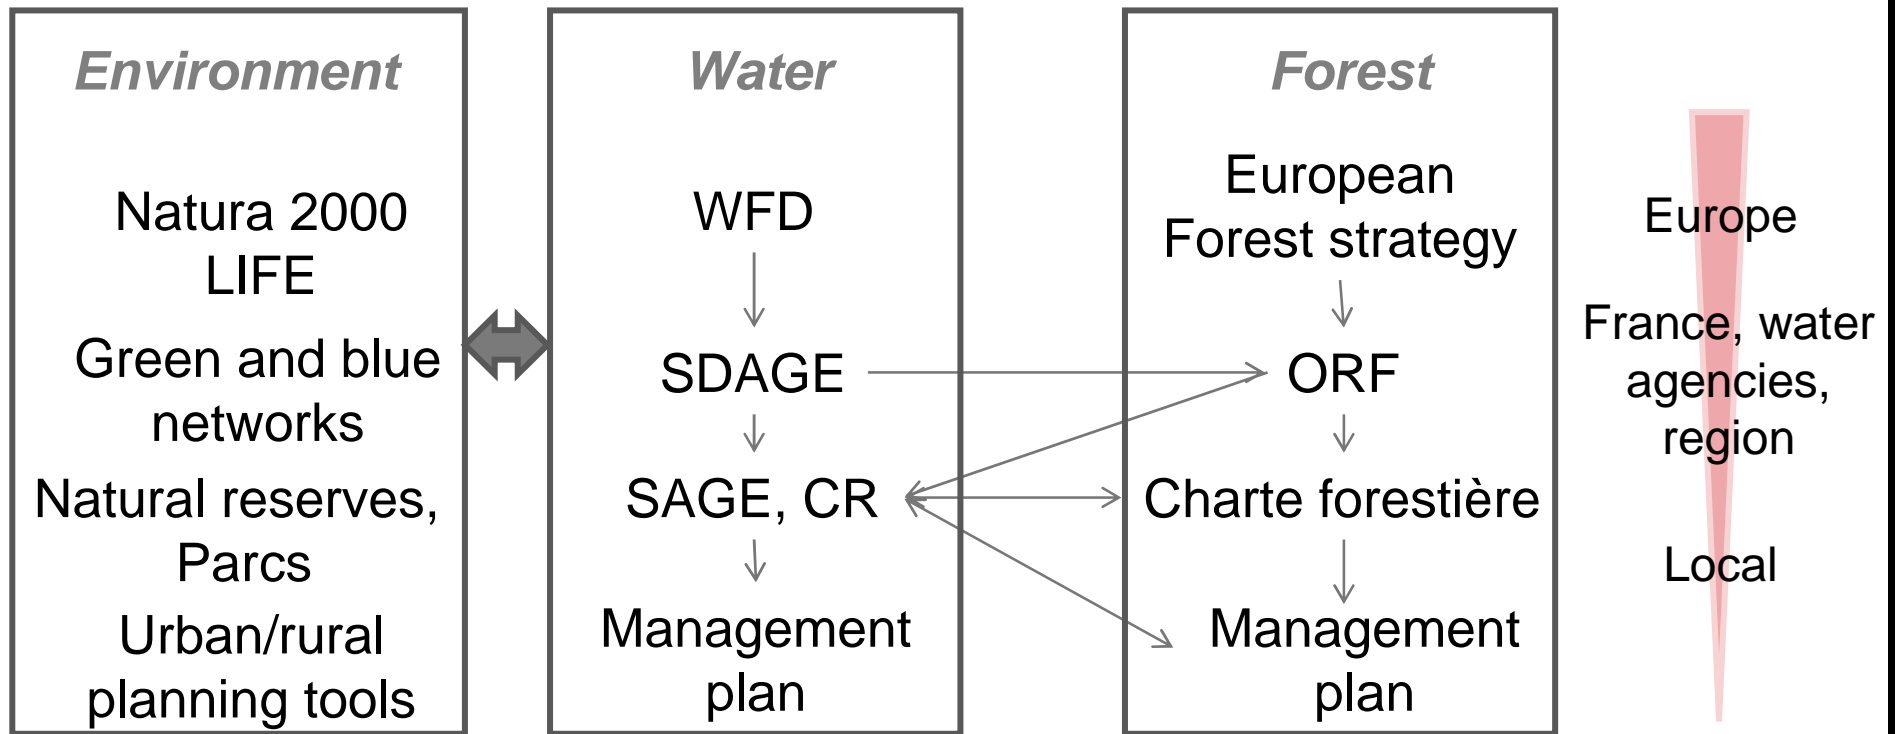 Environment
Natura 2000
LIFE
Green and blue
networks
Natural reserves,
Parcs
Urban/rural
planning tools
Water
WFD
SDAGE
SAGE, CR
Management
plan
Forest
European
Forest strategy
ORF
Charte forestière
Management
plan
Europe
France, water
agencies,
region
Local